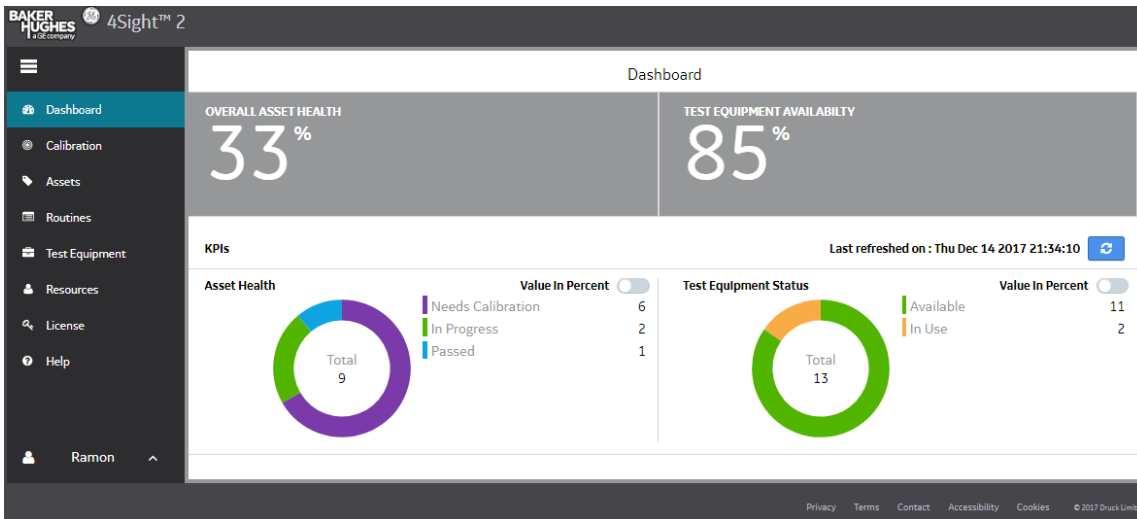 BAKER
HUGHES
a GE company
4Sight™ 2
Dashboard
Dashboard
Calibration
Assets
Routines
Test Equipment
Resources
License
Help
Ramon
OVERALL ASSET HEALTH
33%
TEST EQUIPMENT AVAILABILTY
85%
KPIs
Last refreshed on : Thu Dec 14 2017 21:34:10
Asset Health
Value In Percent
Needs Calibration 6
In Progress 2
Passed 1
Total
9
Test Equipment Status
Value In Percent
Available 11
In Use 2
Total
13
Privacy Terms Contact Accessibility Cookies © 2017 Druck Limit